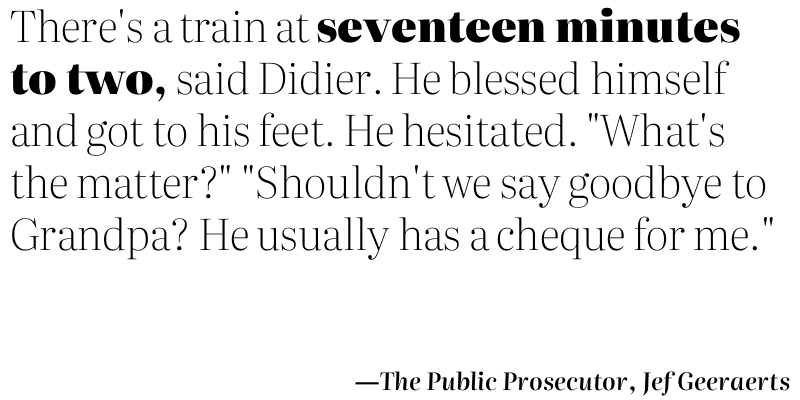 There's a train at seventeen minutes
to two, said Didier. He blessed himself
and got to his feet. He hesitated. "What's
the matter?" "Shouldn't we say goodbye to
Grandpa? He usually has a cheque for me."
—The Public Prosecutor, Jef Geeraerts